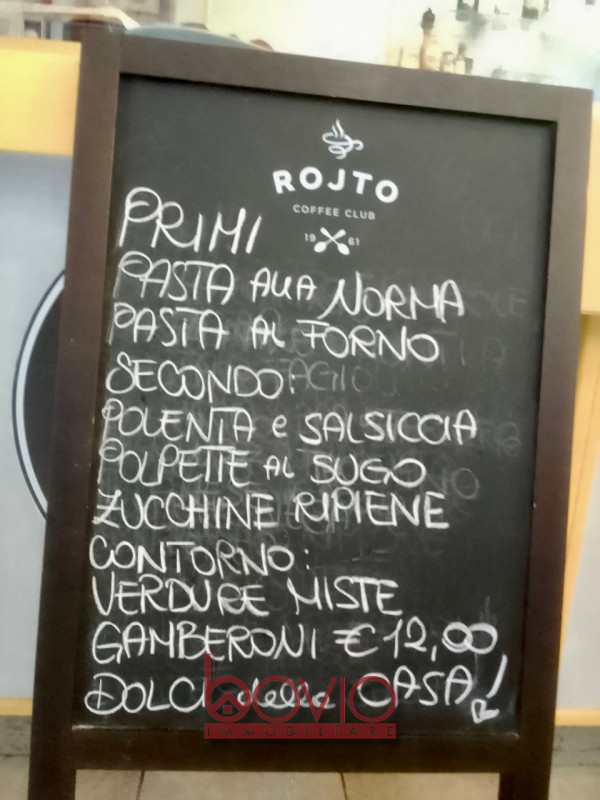 ROJTO
COFFEE CLUB
19 61
PRIMI
PASTA ALLA NORMA
PASTA AL FORNO
SECONDO:
POLENTA e SALSICCIA
POLPETTE AL SUGO
ZUCCHINE RIPIENE
CONTORNO:
VERDURE MISTE
GAMBERONI € 12,00
DOLCI della CASA!
bovio
IMMOBILIARE